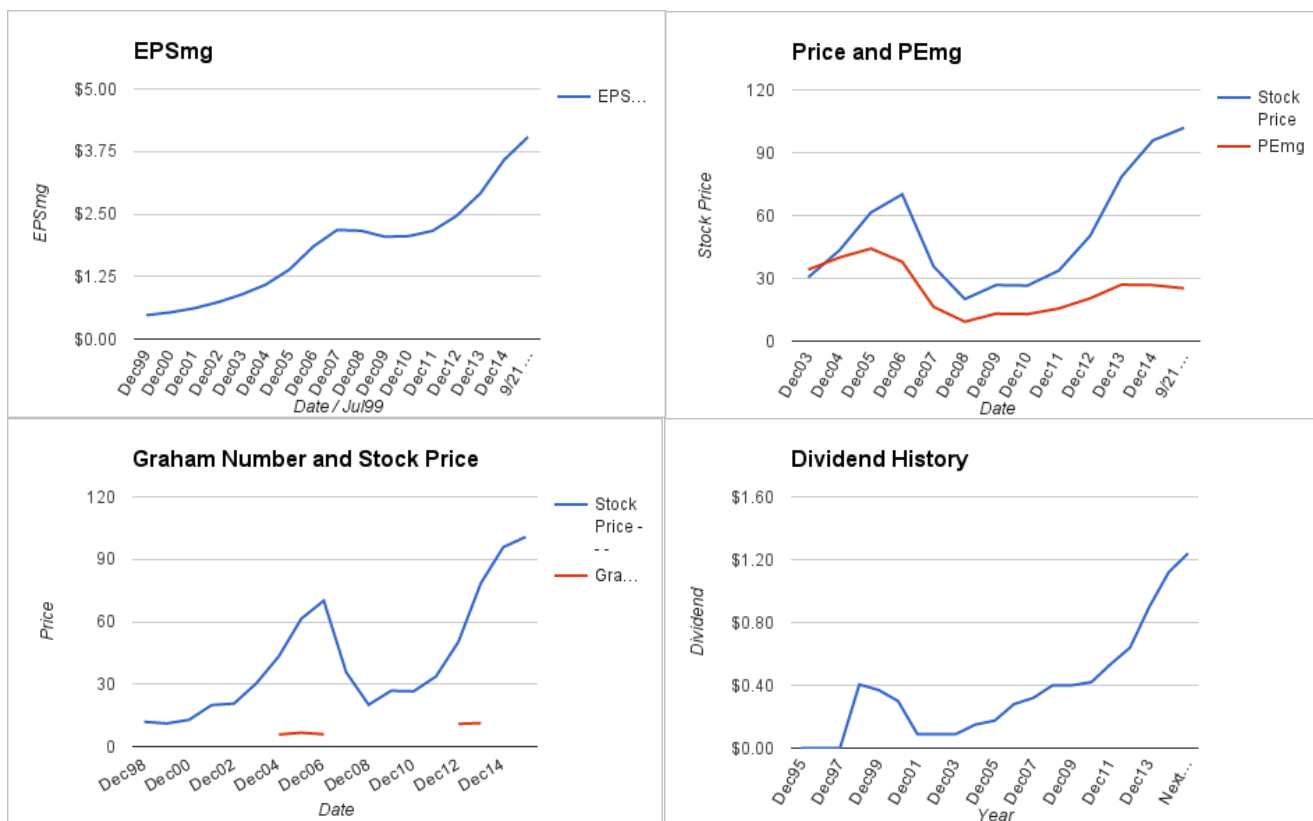 EPSmg
$5.00
$3.75
$2.50
$1.25
$0.00
EPSmg
Dec99
Dec00
Dec01
Dec02
Dec03
Dec04
Dec05
Dec06
Dec07
Dec08
Dec09
Dec10
Dec11
Dec12
Dec13
Dec14
9/21 ...
Date / Jul99
EPS...
Price and PEmg
120
90
60
30
0
Stock Price
Dec03
Dec04
Dec05
Dec06
Dec07
Dec08
Dec09
Dec10
Dec11
Dec12
Dec13
Dec14
9/21 ...
Date
Stock
Price
PEmg
Graham Number and Stock Price
120
90
60
30
0
Price
Dec98
Dec00
Dec02
Dec04
Dec06
Dec08
Dec10
Dec12
Dec14
Date
Stock
Price -
- -
Gra...
Dividend History
$1.60
$1.20
$0.80
$0.40
$0.00
Dividend
Dec95
Dec97
Dec99
Dec01
Dec03
Dec05
Dec07
Dec09
Dec11
Dec13
Next...
Year